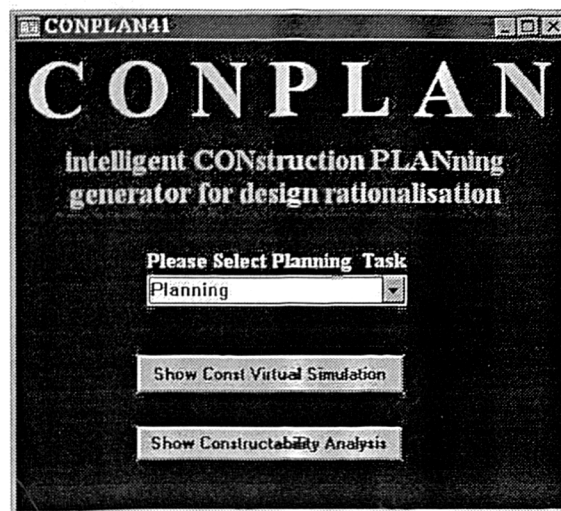 CONPLAN41
CONPLAN
intelligent CONstruction PLANning
generator for design rationalisation
Please Select Planning Task
Planning
Show Const Virtual Simulation
Show Constructability Analysis